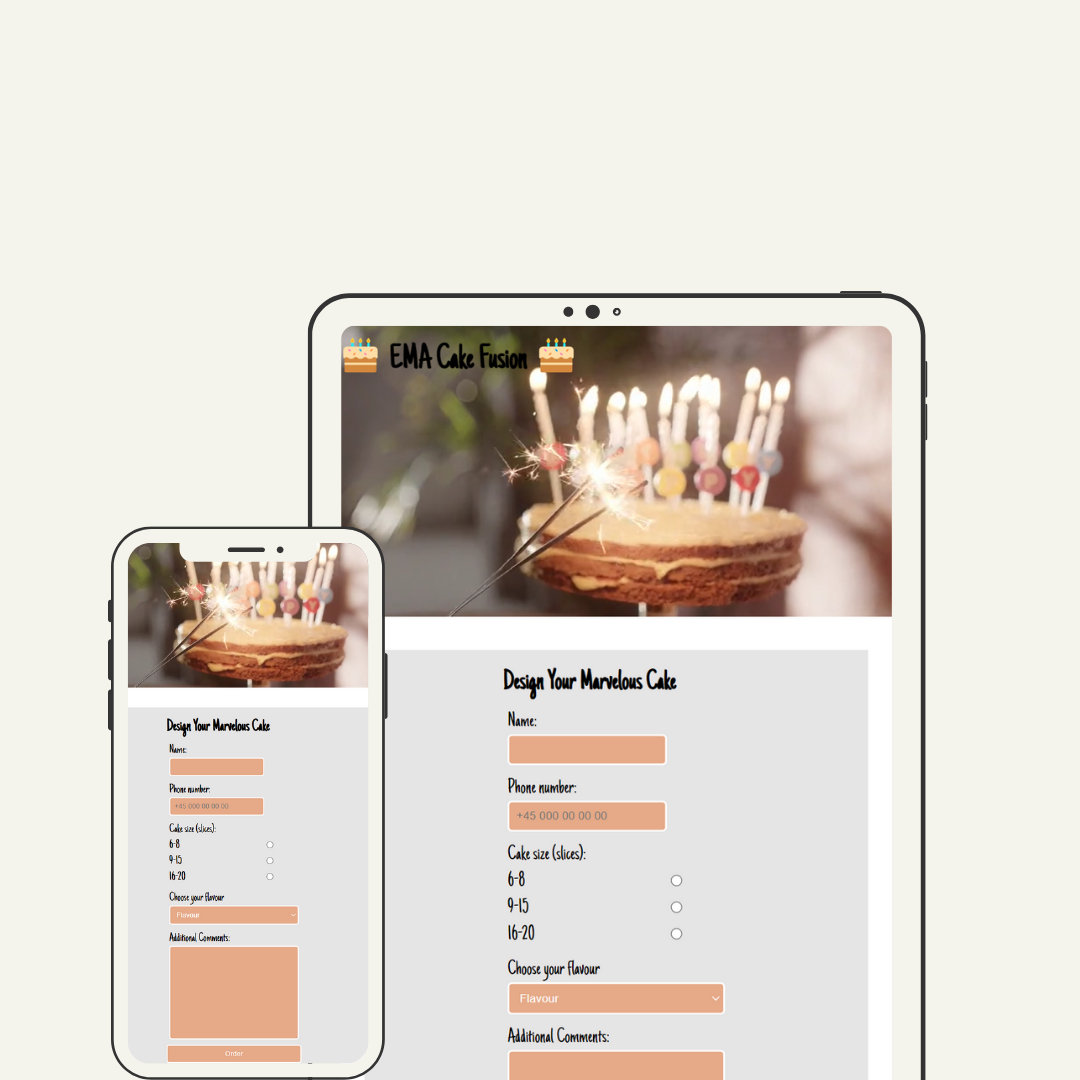 EMA Cake Fusion
Design Your Marvelous Cake
Name:
Phone number:
+45 000 00 00 00
Cake size (slices):
6-8
9-15
16-20
Choose your flavour
Flavour
Additional Comments:
Design Your Marvelous Cake
Name:
Phone number:
+45 000 00 00 00
Cake size (slices):
6-8
9-15
16-20
Choose your flavour
Flavour
Additional Comments:
Order